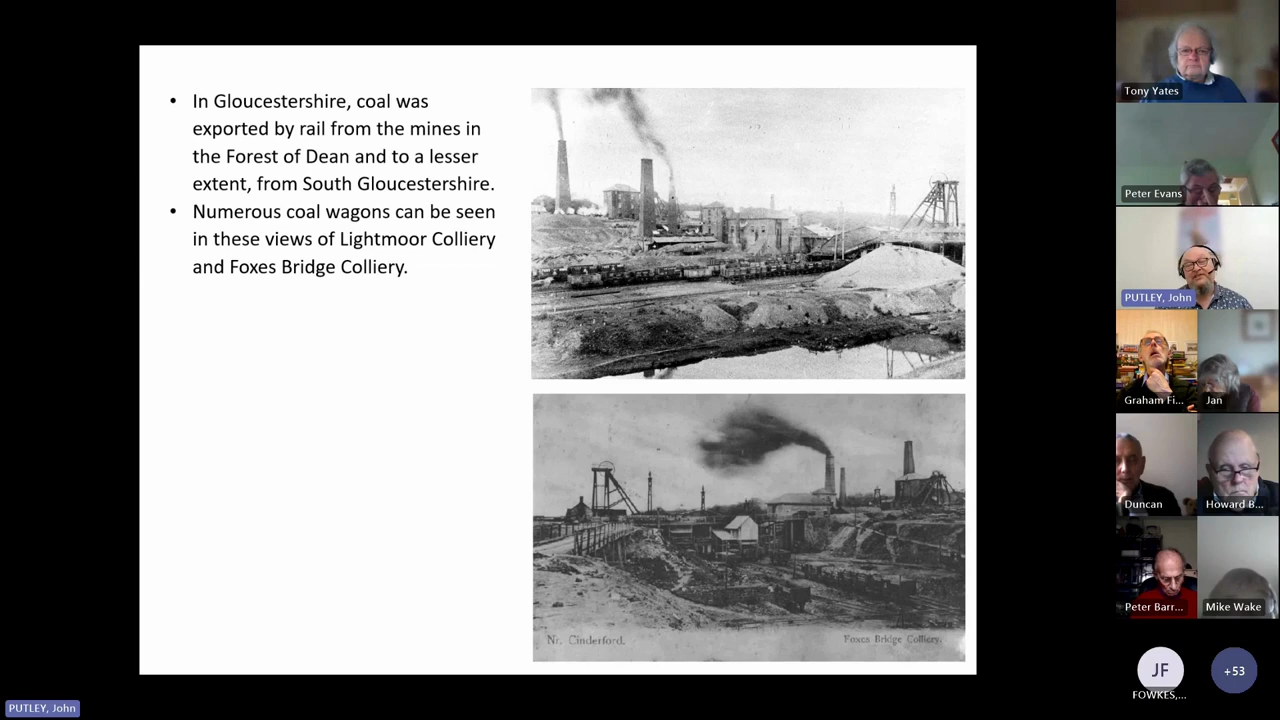 • In Gloucestershire, coal was
exported by rail from the mines in
the Forest of Dean and to a lesser
extent, from South Gloucestershire.
• Numerous coal wagons can be seen
in these views of Lightmoor Colliery
and Foxes Bridge Colliery.
Nr. Cinderford.
Foxes Bridge Colliery.
Tony Yates
Peter Evans
PUTLEY, John
Graham Fi...
Jan
Duncan
Howard B...
Peter Barr...
Mike Wake
JF
FOWKES,...
+53
PUTLEY, John